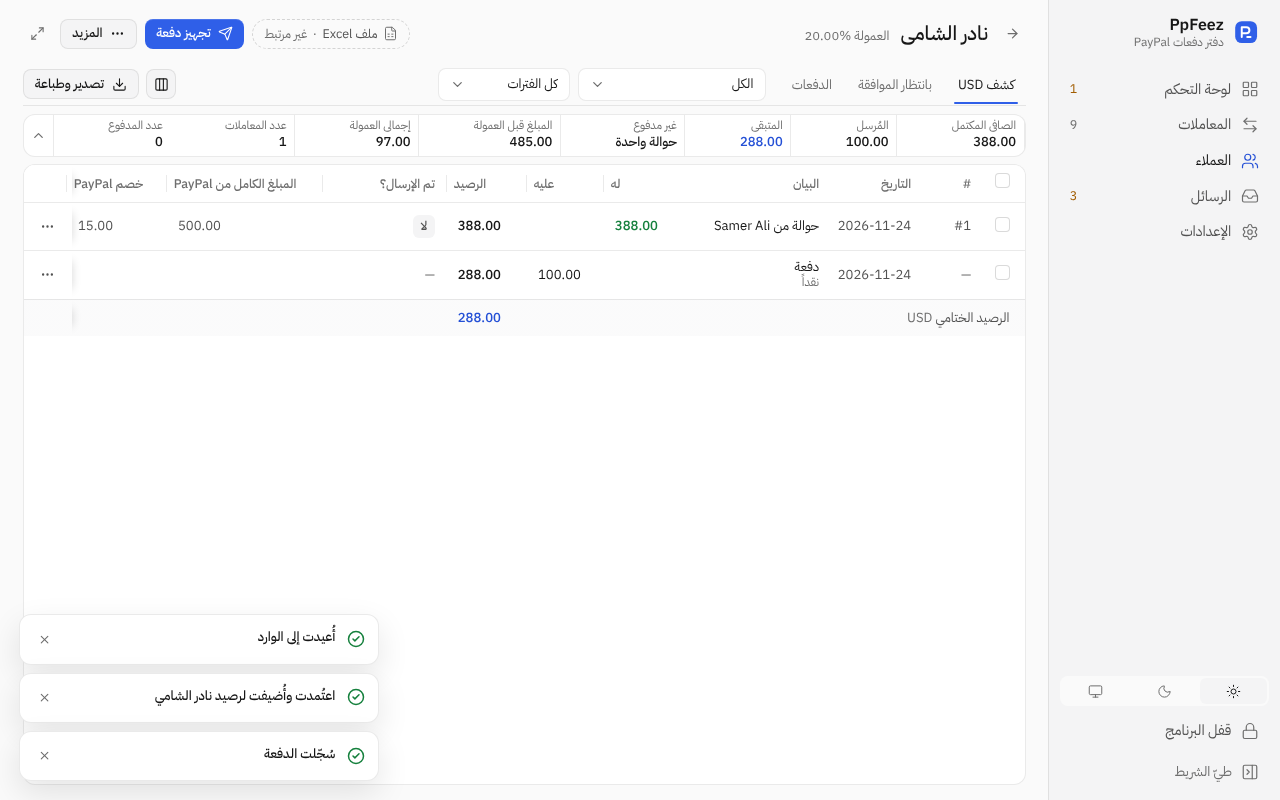 PpFeez
دفتر دفعات PayPal
لوحة التحكم 1
المعاملات 9
العملاء
الرسائل 3
الإعدادات
قفل البرنامج
طيّ الشريط
نادر الشامي العمولة 20.00%
ملف Excel · غير مرتبط
تجهيز دفعة
المزيد
كشف USD
بانتظار الموافقة
الدفعات
الكل
كل الفترات
تصدير وطباعة
الصافي المكتمل
388.00
المُرسل
100.00
المتبقي
288.00
غير مدفوع
حوالة واحدة
المبلغ قبل العمولة
485.00
إجمالي العمولة
97.00
عدد المعاملات
1
عدد المدفوع
0
# التاريخ البيان له عليه الرصيد تم الإرسال؟ المبلغ الكامل من PayPal خصم PayPal
#1 2026-11-24 حوالة من Samer Ali 388.00 388.00 لا 500.00 15.00
— 2026-11-24 دفعة 100.00 288.00 —
نقداً
الرصيد الختامي USD 288.00
أُعيدت إلى الوارد
اعتُمدت وأُضيفت لرصيد نادر الشامي
سُجّلت الدفعة